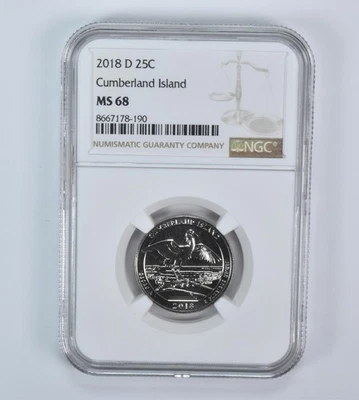 2018 D 25C
Cumberland Island
MS 68
8667178-190
NUMISMATIC GUARANTY COMPANY
NGC
CUMBERLAND ISLAND
2018